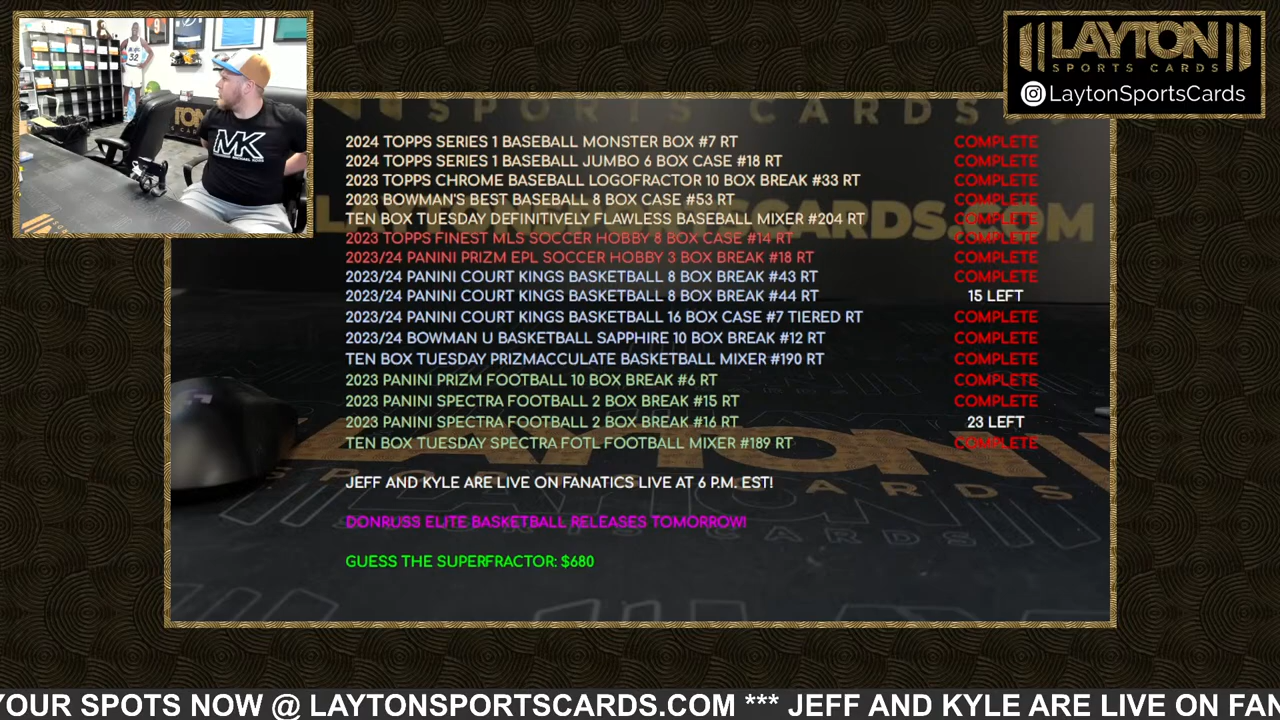 LAYTON
SPORTS CARDS
LaytonSportsCards
32
MK
SPORTS CARDS
2024 TOPPS SERIES 1 BASEBALL MONSTER BOX #7 RT COMPLETE
2024 TOPPS SERIES 1 BASEBALL JUMBO 6 BOX CASE #18 RT COMPLETE
2023 TOPPS CHROME BASEBALL LOGOFRACTOR 10 BOX BREAK #33 RT COMPLETE
2023 BOWMAN'S BEST BASEBALL 8 BOX CASE #53 RT COMPLETE
TEN BOX TUESDAY DEFINITIVELY FLAWLESS BASEBALL MIXER #204 RT COMPLETE
2023 TOPPS FINEST MLS SOCCER HOBBY 8 BOX CASE #14 RT COMPLETE
2023/24 PANINI PRIZM EPL SOCCER HOBBY 3 BOX BREAK #18 RT COMPLETE
2023/24 PANINI COURT KINGS BASKETBALL 8 BOX BREAK #43 RT COMPLETE
2023/24 PANINI COURT KINGS BASKETBALL 8 BOX BREAK #44 RT 15 LEFT
2023/24 PANINI COURT KINGS BASKETBALL 16 BOX CASE #7 TIERED RT COMPLETE
2023/24 BOWMAN U BASKETBALL SAPPHIRE 10 BOX BREAK #12 RT COMPLETE
TEN BOX TUESDAY PRIZMACCULATE BASKETBALL MIXER #190 RT COMPLETE
2023 PANINI PRIZM FOOTBALL 10 BOX BREAK #6 RT COMPLETE
2023 PANINI SPECTRA FOOTBALL 2 BOX BREAK #15 RT COMPLETE
2023 PANINI SPECTRA FOOTBALL 2 BOX BREAK #16 RT 23 LEFT
TEN BOX TUESDAY SPECTRA FOTL FOOTBALL MIXER #189 RT COMPLETE
JEFF AND KYLE ARE LIVE ON FANATICS LIVE AT 6 P.M. EST!
DONRUSS ELITE BASKETBALL RELEASES TOMORROW!
GUESS THE SUPERFRACTOR: $680
YOUR SPOTS NOW @ LAYTONSPORTSCARDS.COM *** JEFF AND KYLE ARE LIVE ON FAN